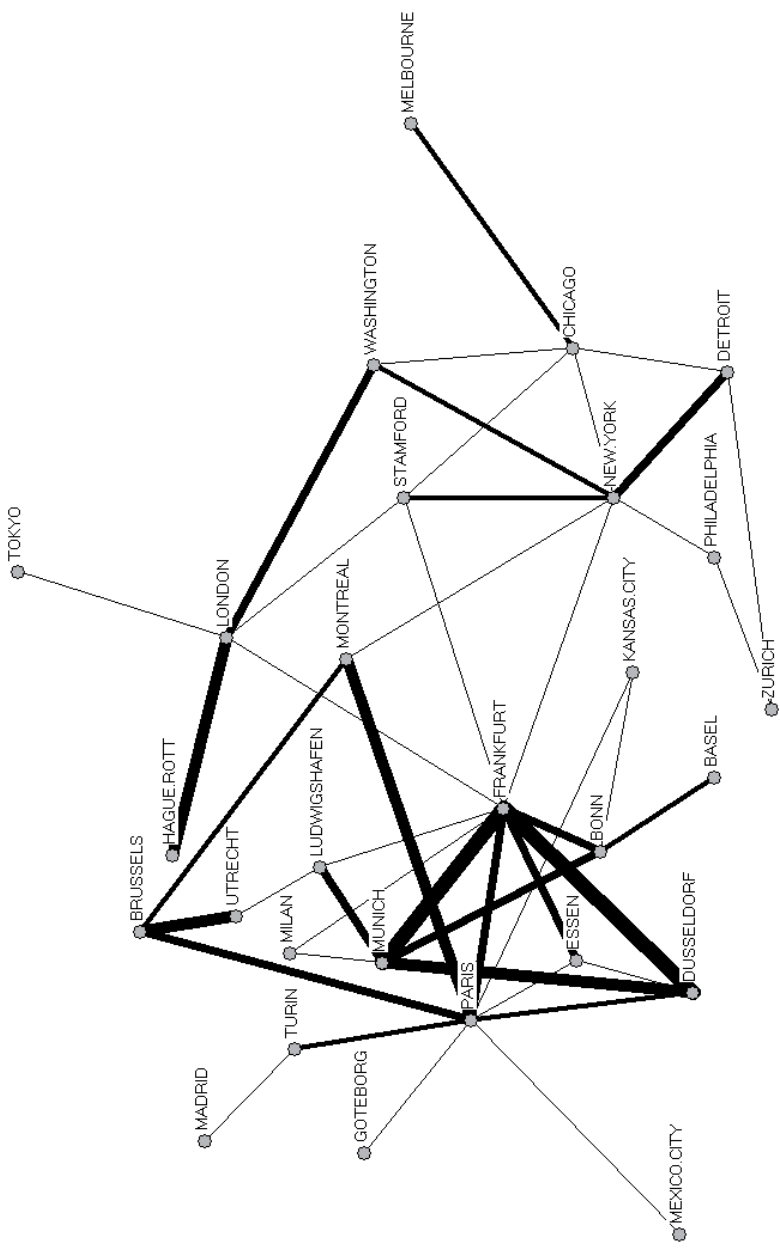 MELBOURNE
WASHINGTON
CHICAGO
DETROIT
STAMFORD
NEW.YORK
PHILADELPHIA
TOKYO
LONDON
MONTREAL
KANSAS.CITY
ZURICH
HAGUE.ROTT
LUDWIGSHAFEN
FRANKFURT
BASEL
BONN
BRUSSELS
UTRECHT
MILAN
MUNICH
ESSEN
DUSSELDORF
PARIS
TURIN
MADRID
GOTEBORG
MEXICO.CITY